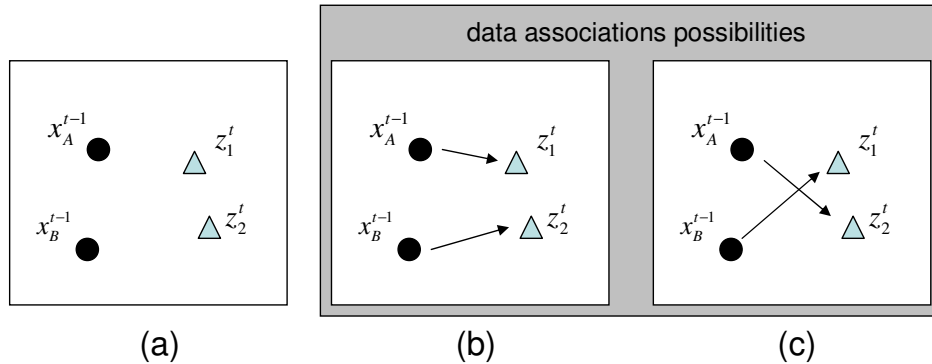 data associations possibilities
x_A^{t-1}
z_1^t
x_B^{t-1}
z_2^t
x_A^{t-1}
z_1^t
x_B^{t-1}
z_2^t
x_A^{t-1}
z_1^t
x_B^{t-1}
z_2^t
(a)
(b)
(c)